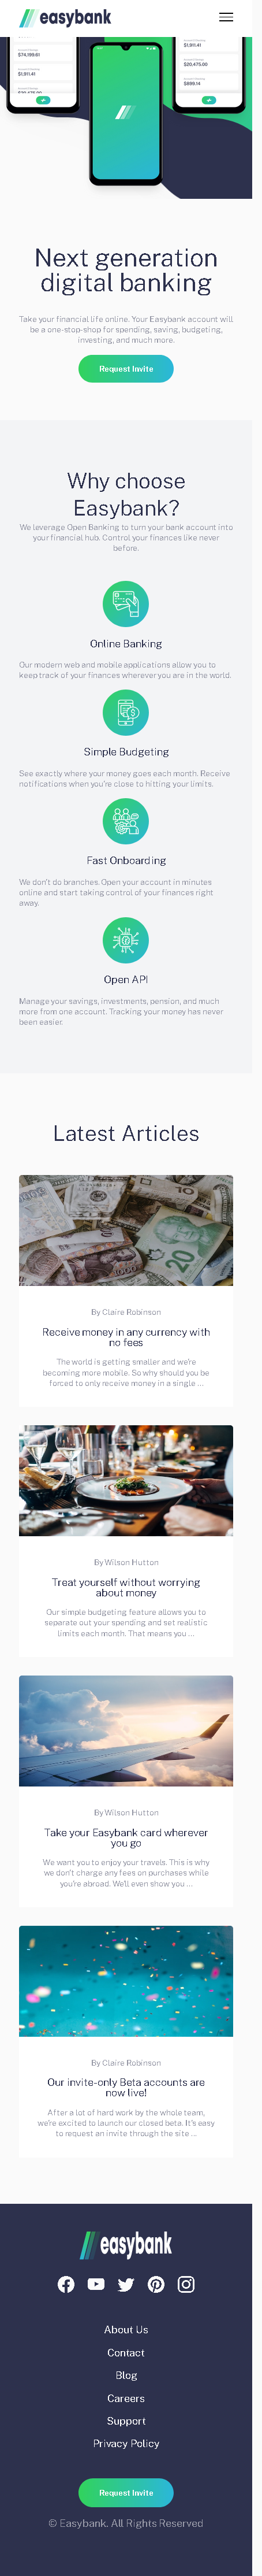 easybank
$74,199.61
$1,911.41
$1,911.41
$20,475.00
$899.14
Next generation
digital banking
Take your financial life online. Your Easybank account will
be a one-stop-shop for spending, saving, budgeting,
investing, and much more.
Request Invite
Why choose
Easybank?
We leverage Open Banking to turn your bank account into
your financial hub. Control your finances like never
before.
Online Banking
Our modern web and mobile applications allow you to
keep track of your finances wherever you are in the world.
Simple Budgeting
See exactly where your money goes each month. Receive
notifications when you're close to hitting your limits.
Fast Onboarding
We don't do branches. Open your account in minutes
online and start taking control of your finances right
away.
Open API
Manage your savings, investments, pension, and much
more from one account. Tracking your money has never
been easier.
Latest Articles
By Claire Robinson
Receive money in any currency with
no fees
The world is getting smaller and we're
becoming more mobile. So why should you be
forced to only receive money in a single ...
By Wilson Hutton
Treat yourself without worrying
about money
Our simple budgeting feature allows you to
separate out your spending and set realistic
limits each month. That means you ...
By Wilson Hutton
Take your Easybank card wherever
you go
We want you to enjoy your travels. This is why
we don't charge any fees on purchases while
you're abroad. We'll even show you ...
By Claire Robinson
Our invite-only Beta accounts are
now live!
After a lot of hard work by the whole team,
we're excited to launch our closed beta. It's easy
to request an invite through the site ...
easybank
About Us
Contact
Blog
Careers
Support
Privacy Policy
Request Invite
© Easybank. All Rights Reserved